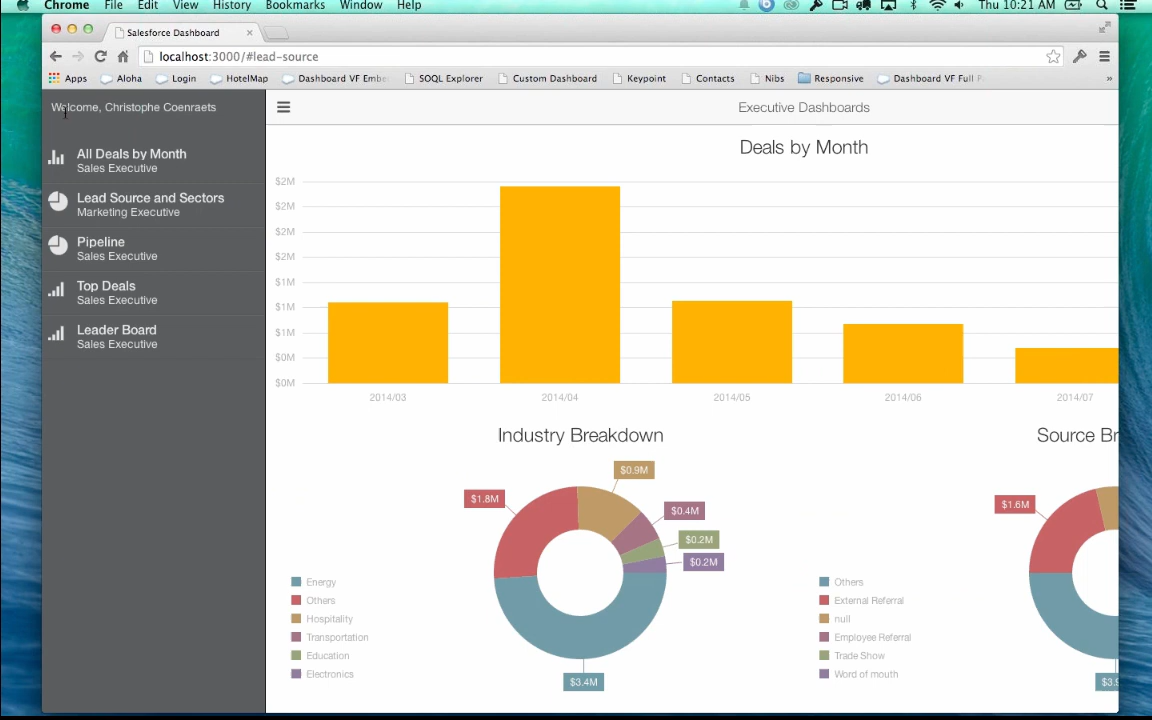 Chrome File Edit View History Bookmarks Window Help Thu 10:21 AM
Salesforce Dashboard
localhost:3000/#lead-source
Apps Aloha Login HotelMap Dashboard VF Embe SOQL Explorer Custom Dashboard Keypoint Contacts Nibs Responsive Dashboard VF Full P »
Welcome, Christophe Coenraets
Executive Dashboards
All Deals by Month
Sales Executive
Lead Source and Sectors
Marketing Executive
Pipeline
Sales Executive
Top Deals
Sales Executive
Leader Board
Sales Executive
Deals by Month
$2M
$2M
$2M
$2M
$1M
$1M
$1M
$0M
$0M
2014/03 2014/04 2014/05 2014/06 2014/07
Industry Breakdown
$0.9M
$1.8M
$0.4M
$0.2M
$0.2M
$3.4M
Energy
Others
Hospitality
Transportation
Education
Electronics
Source Br
$1.6M
Others
External Referral
null
Employee Referral
Trade Show
Word of mouth